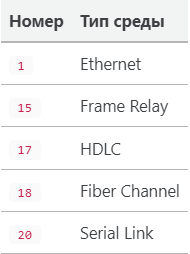 Номер Тип среды
1 Ethernet
15 Frame Relay
17 HDLC
18 Fiber Channel
20 Serial Link